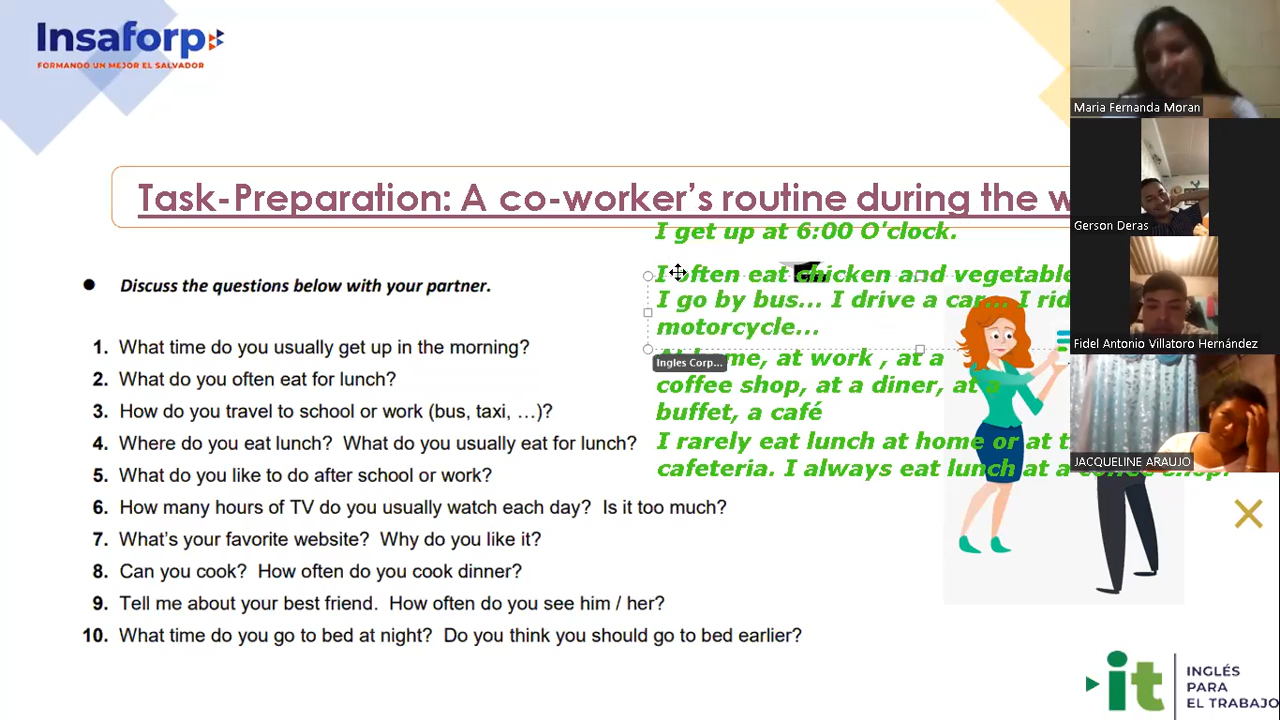 Insaforp
FORMANDO UN MEJOR EL SALVADOR
Maria Fernanda Moran
Gerson Deras
Fidel Antonio Villatoro Hernández
JACQUELINE ARAUJO
Task-Preparation: A co-worker's routine during the w
I get up at 6:00 O'clock.
I often eat chicken and vegetable
I go by bus... I drive a car... I rid
motorcycle...
home, at work , at a
Ingles Corp...
coffee shop, at a diner, at a
buffet, a café
I rarely eat lunch at home or at t
cafeteria. I always eat lunch at a coffee shop.
● Discuss the questions below with your partner.
1. What time do you usually get up in the morning?
2. What do you often eat for lunch?
3. How do you travel to school or work (bus, taxi, …)?
4. Where do you eat lunch? What do you usually eat for lunch?
5. What do you like to do after school or work?
6. How many hours of TV do you usually watch each day? Is it too much?
7. What's your favorite website? Why do you like it?
8. Can you cook? How often do you cook dinner?
9. Tell me about your best friend. How often do you see him / her?
10. What time do you go to bed at night? Do you think you should go to bed earlier?
it
INGLÉS
PARA
EL TRABAJO